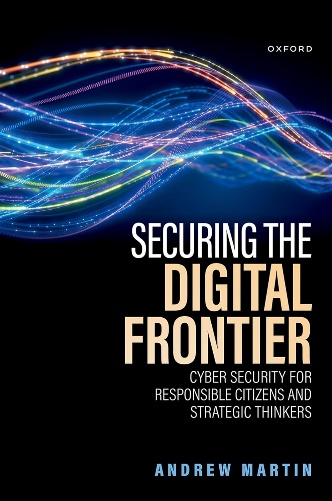 OXFORD
SECURING THE
DIGITAL
FRONTIER
CYBER SECURITY FOR
RESPONSIBLE CITIZENS AND
STRATEGIC THINKERS
ANDREW MARTIN